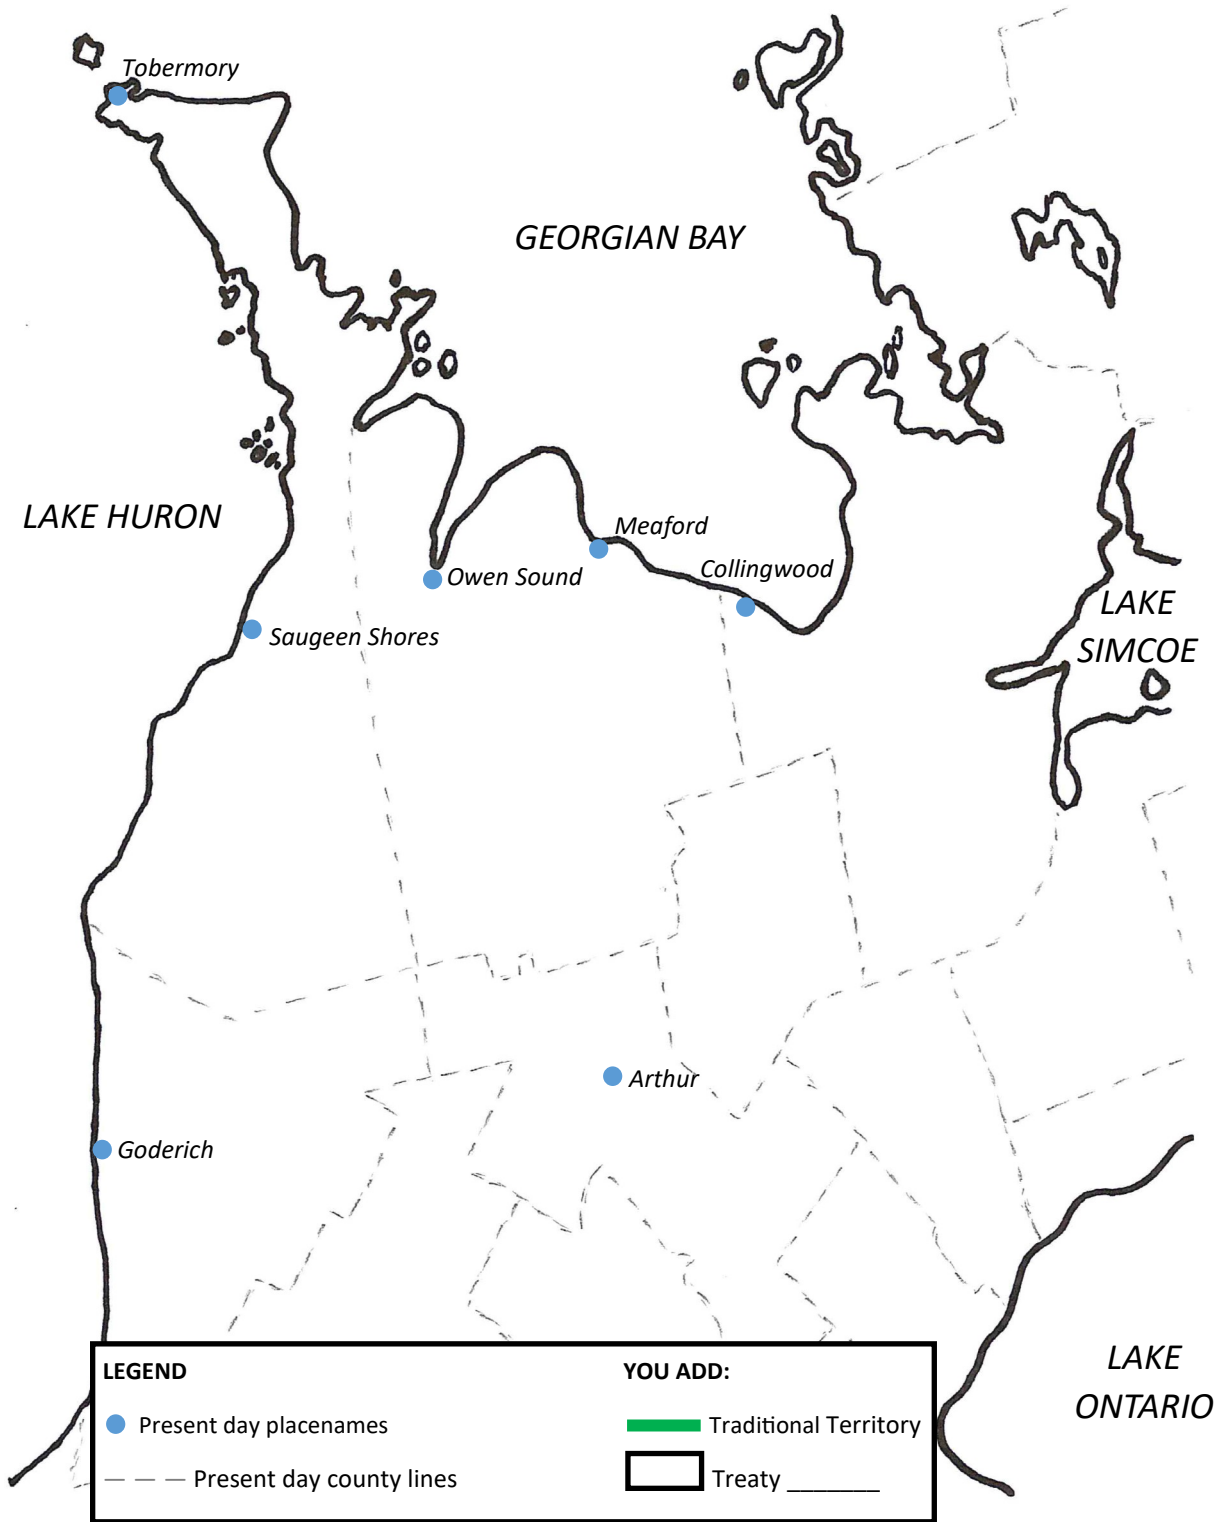 Tobermory
GEORGIAN BAY
LAKE HURON
Meaford
Collingwood
Owen Sound
LAKE
SIMCOE
Saugeen Shores
Arthur
Goderich
LAKE
ONTARIO
LEGEND
Present day placenames
Present day county lines
YOU ADD:
Traditional Territory
Treaty _______